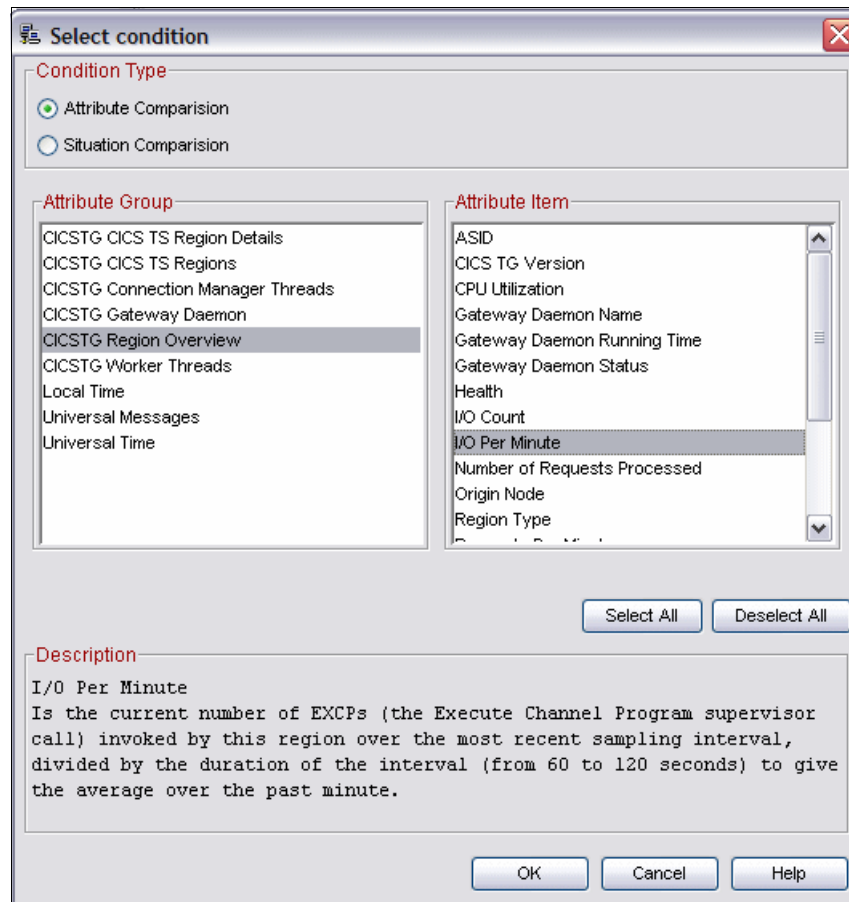 Select condition
Condition Type
Attribute Comparision
Situation Comparision
Attribute Group
CICSTG CICS TS Region Details
CICSTG CICS TS Regions
CICSTG Connection Manager Threads
CICSTG Gateway Daemon
CICSTG Region Overview
CICSTG Worker Threads
Local Time
Universal Messages
Universal Time
Attribute Item
ASID
CICS TG Version
CPU Utilization
Gateway Daemon Name
Gateway Daemon Running Time
Gateway Daemon Status
Health
I/O Count
I/O Per Minute
Number of Requests Processed
Origin Node
Region Type
Select All
Deselect All
Description
I/O Per Minute
Is the current number of EXCPs (the Execute Channel Program supervisor
call) invoked by this region over the most recent sampling interval,
divided by the duration of the interval (from 60 to 120 seconds) to give
the average over the past minute.
OK
Cancel
Help